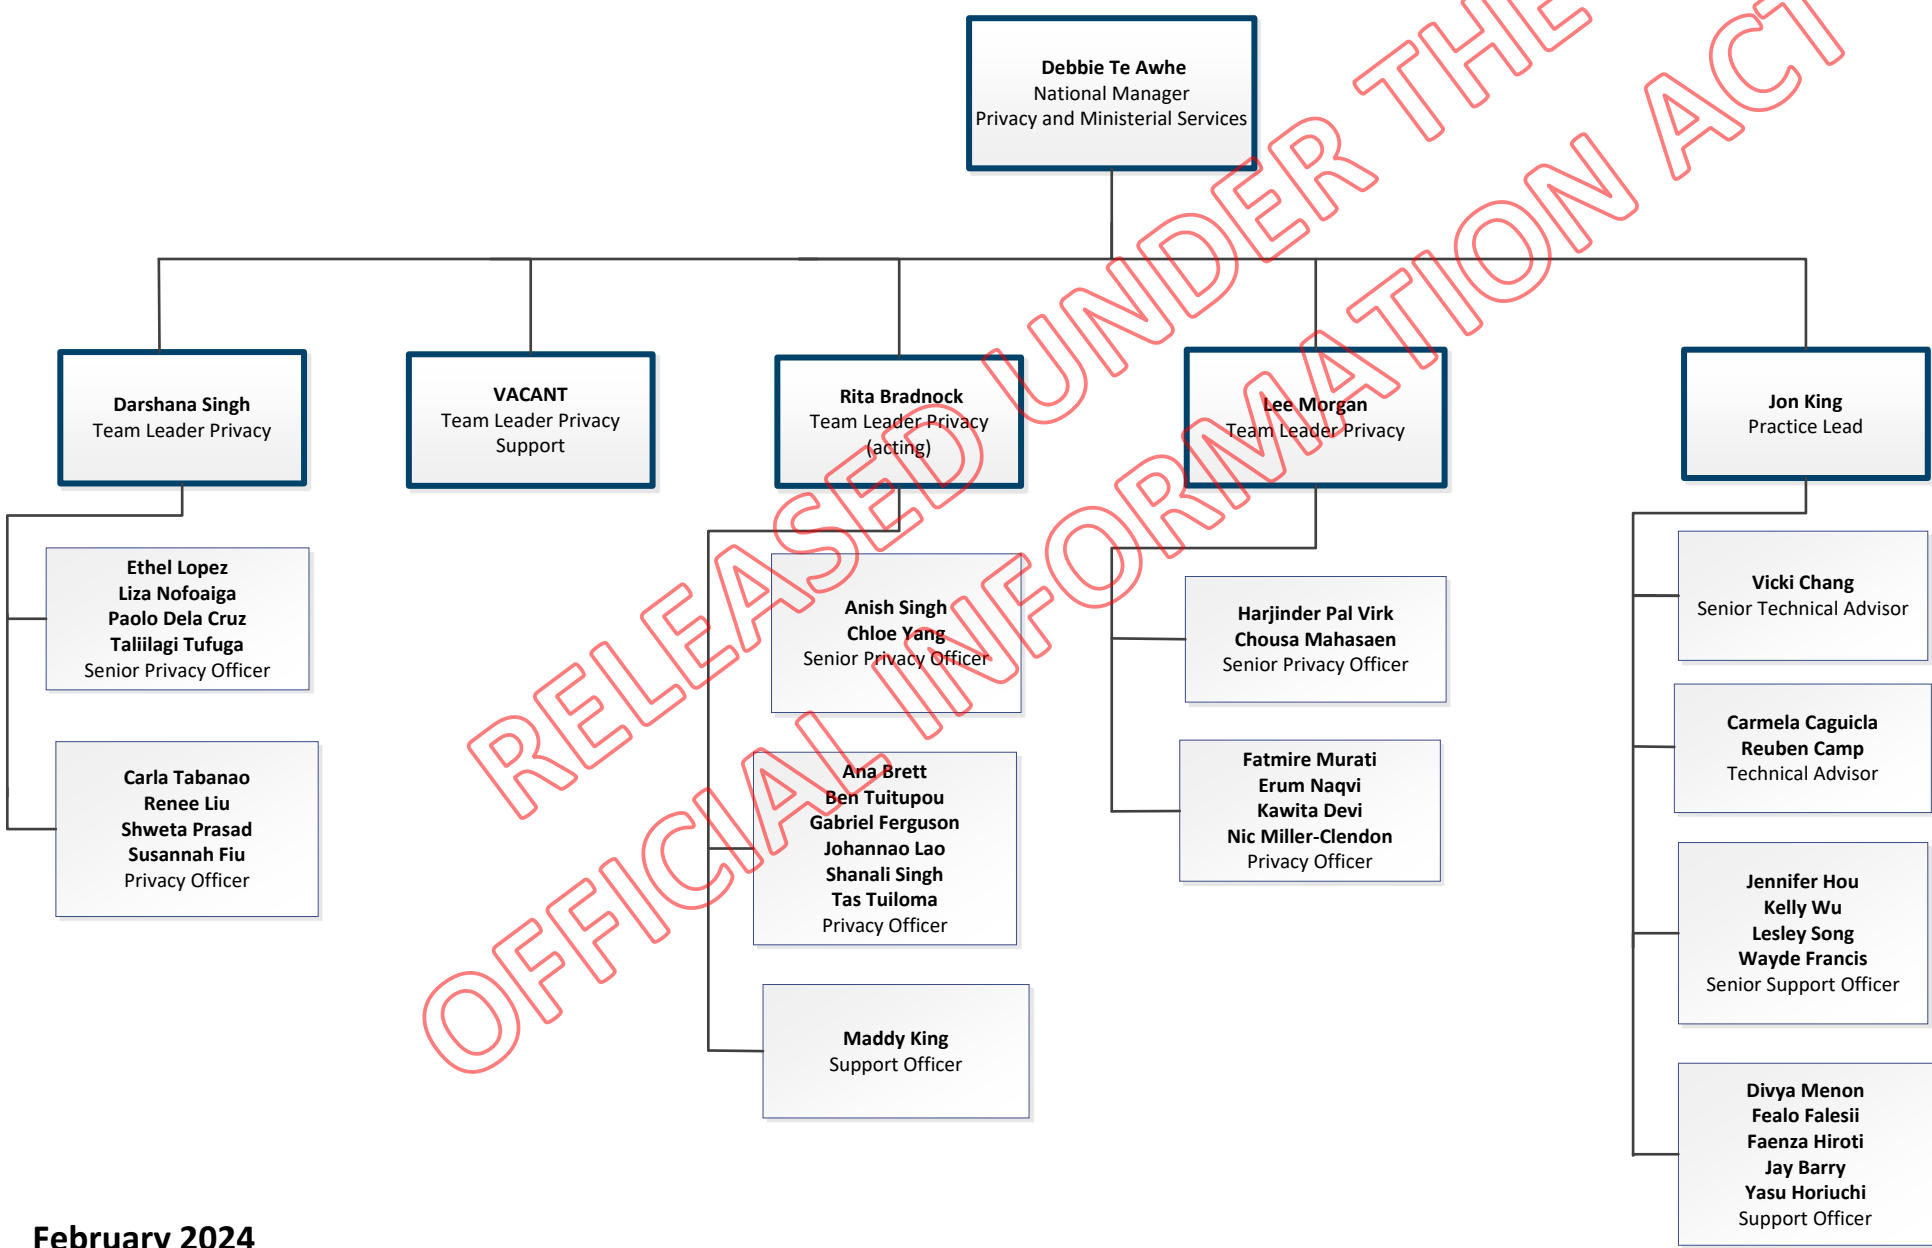 Debbie Te Awhe
National Manager
Privacy and Ministerial Services
Darshana Singh
Team Leader Privacy
VACANT
Team Leader Privacy
Support
Rita Bradnock
Team Leader Privacy
(acting)
Lee Morgan
Team Leader Privacy
Jon King
Practice Lead
Ethel Lopez
Liza Nofoaiga
Paolo Dela Cruz
Taliilagi Tufuga
Senior Privacy Officer
Carla Tabanao
Renee Liu
Shweta Prasad
Susannah Fiu
Privacy Officer
Anish Singh
Chloe Yang
Senior Privacy Officer
Ana Brett
Ben Tuitupou
Gabriel Ferguson
Johannao Lao
Shanali Singh
Tas Tuiloma
Privacy Officer
Maddy King
Support Officer
Harjinder Pal Virk
Chousa Mahasaen
Senior Privacy Officer
Fatmire Murati
Erum Naqvi
Kawita Devi
Nic Miller-Clendon
Privacy Officer
Vicki Chang
Senior Technical Advisor
Carmela Caguicla
Reuben Camp
Technical Advisor
Jennifer Hou
Kelly Wu
Lesley Song
Wayde Francis
Senior Support Officer
Divya Menon
Fealo Falesii
Faenza Hiroti
Jay Barry
Yasu Horiuchi
Support Officer
February 2024
RELEASED UNDER THE
OFFICIAL INFORMATION ACT